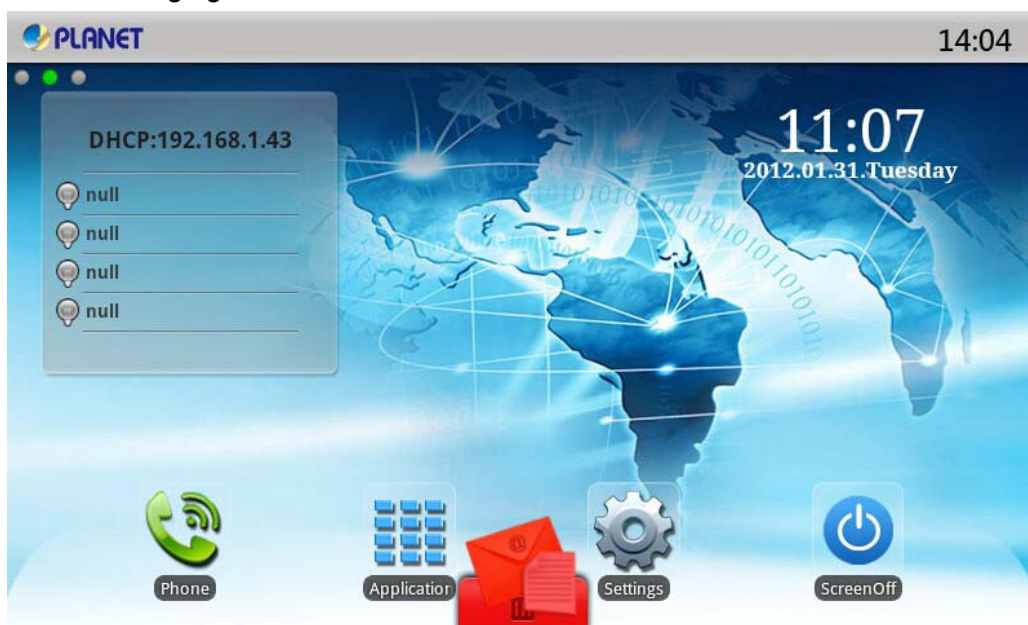 PLANET
14:04
DHCP:192.168.1.43
null
null
null
null
11:07
2012.01.31.Tuesday
Phone
Application
Settings
ScreenOff